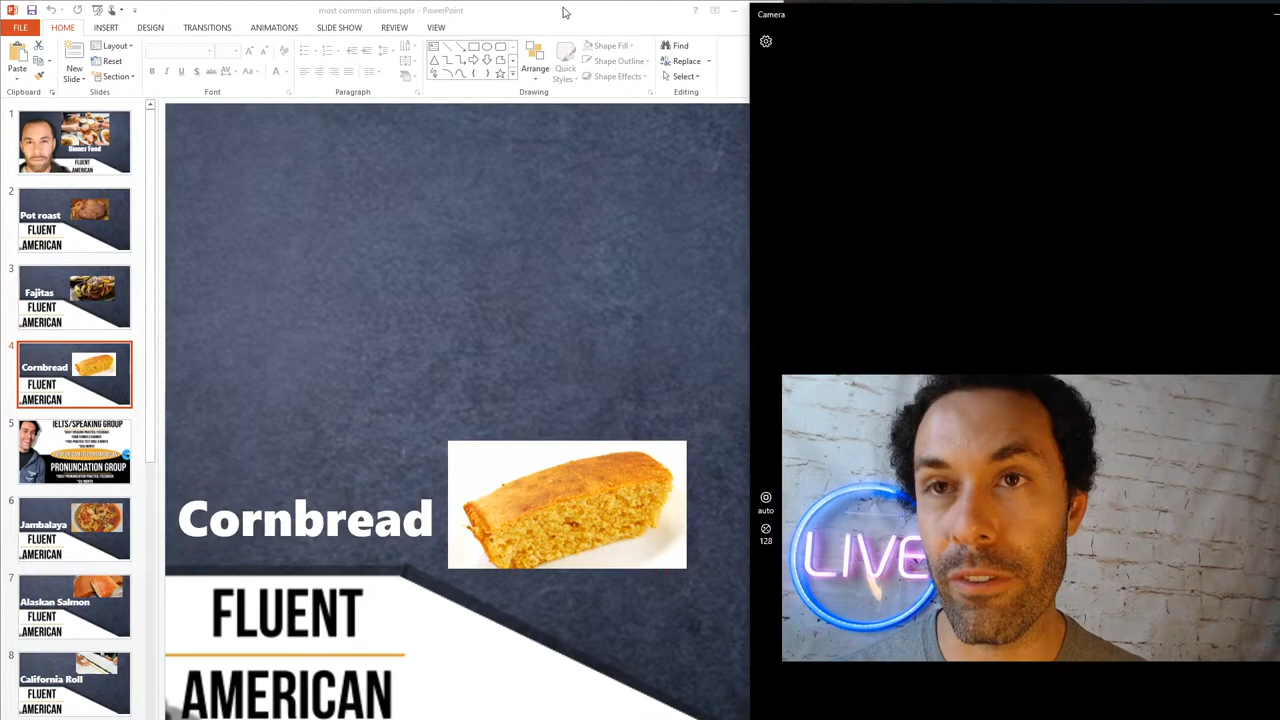 most common idioms.pptx - PowerPoint
Camera
FILE
HOME
INSERT
DESIGN
TRANSITIONS
ANIMATIONS
SLIDE SHOW
REVIEW
VIEW
Paste
New
Slide
Layout
Reset
Section
B I U S abc AV Aa A
Arrange
Quick
Styles
Shape Fill
Shape Outline
Shape Effects
Find
Replace
Select
Clipboard
Slides
Font
Paragraph
Drawing
Editing
1
Dinner Food
FLUENT
AMERICAN
2
Pot roast
FLUENT
AMERICAN
3
Fajitas
FLUENT
AMERICAN
4
Cornbread
FLUENT
AMERICAN
5
IELTS/SPEAKING GROUP
PRONUNCIATION GROUP
6
Jambalaya
FLUENT
AMERICAN
7
Alaskan Salmon
FLUENT
AMERICAN
8
California Roll
FLUENT
AMERICAN
Cornbread
FLUENT
AMERICAN
auto
128
LIVE